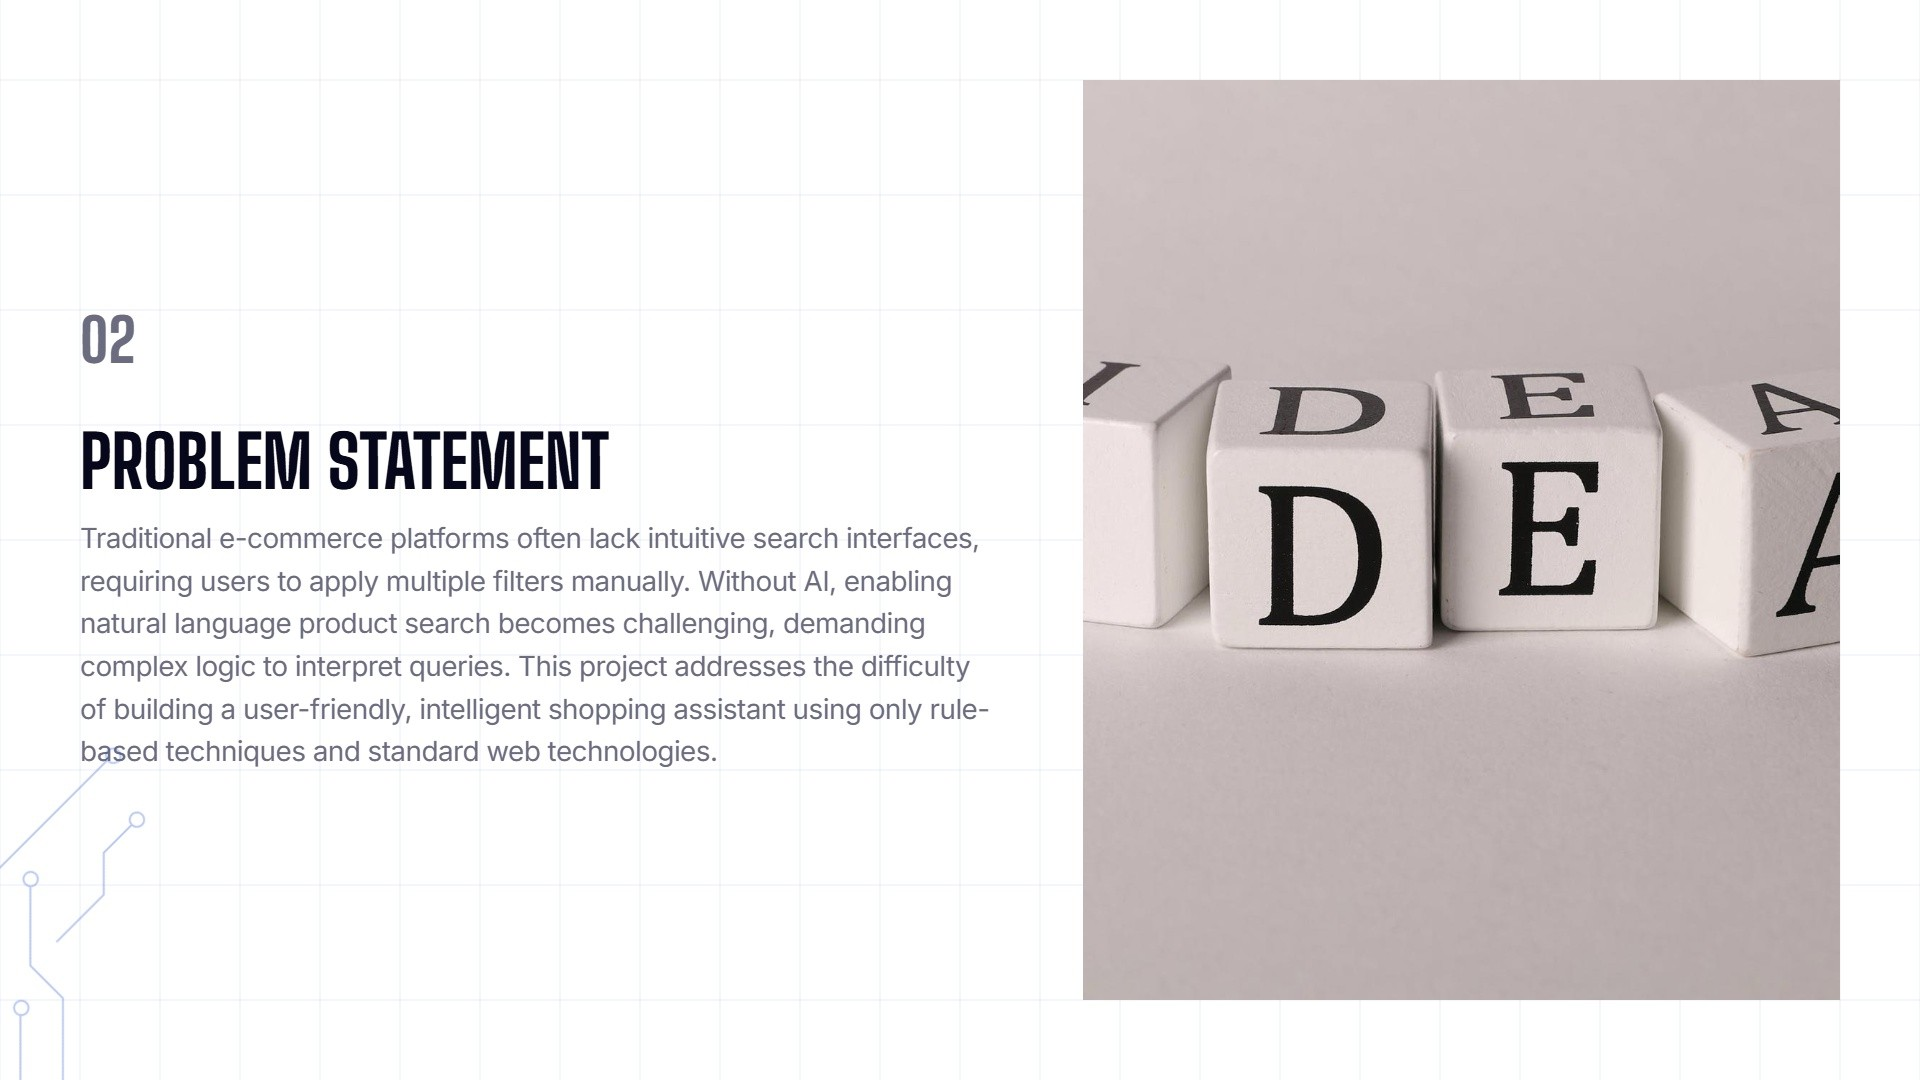 02
PROBLEM STATEMENT
Traditional e-commerce platforms often lack intuitive search interfaces,
requiring users to apply multiple filters manually. Without AI, enabling
natural language product search becomes challenging, demanding
complex logic to interpret queries. This project addresses the difficulty
of building a user-friendly, intelligent shopping assistant using only rule-
based techniques and standard web technologies.
I D E A
D E A